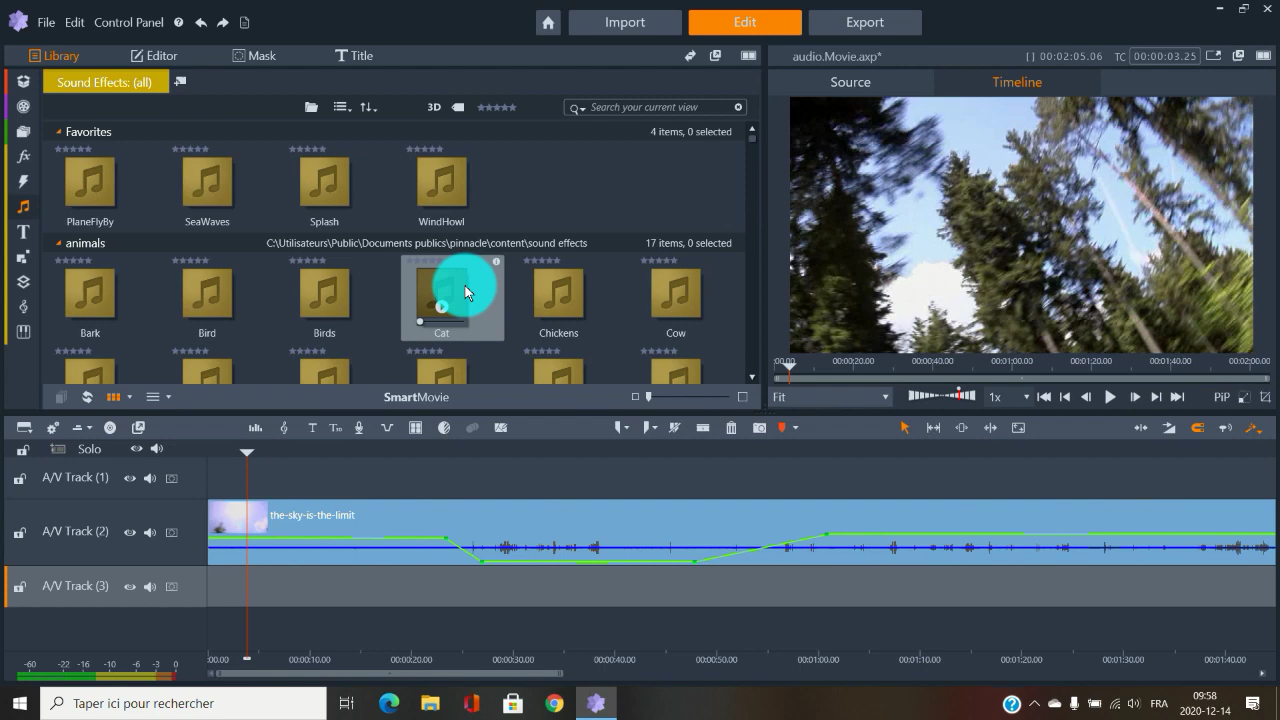 File Edit Control Panel
Import Edit Export
Library Editor Mask Title
audio.Movie.axp* [ ] 00:02:05.06 TC 00:00:03.25
Sound Effects: (all)
Source Timeline
3D Search your current view
Favorites 4 items, 0 selected
PlaneFlyBy SeaWaves Splash WindHowl
animals C:\Utilisateurs\Public\Documents publics\pinnacle\content\sound effects 17 items, 0 selected
Bark Bird Birds Cat Chickens Cow
:00.00 00:00:20.00 00:00:40.00 00:01:00.00 00:01:20.00 00:01:40.00 00:02:00.00
SmartMovie
Fit 1x PiP
Solo
A/V Track (1)
A/V Track (2) the-sky-is-the-limit
A/V Track (3)
-60 -22 -16 -10 -6 -3 0
:00.00 00:00:10.00 00:00:20.00 00:00:30.00 00:00:40.00 00:00:50.00 00:01:00.00 00:01:10.00 00:01:20.00 00:01:30.00 00:01:40.00
Taper ici pour rechercher
FRA
09:58
2020-12-14